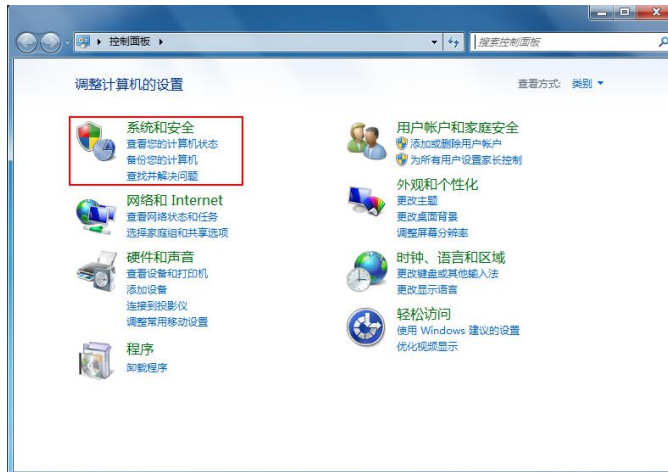 控制面板
搜索控制面板
调整计算机的设置
查看方式: 类别
系统和安全
查看您的计算机状态
备份您的计算机
查找并解决问题
网络和 Internet
查看网络状态和任务
选择家庭组和共享选项
硬件和声音
查看设备和打印机
添加设备
连接到投影仪
调整常用移动设置
程序
卸载程序
用户帐户和家庭安全
添加或删除用户帐户
为所有用户设置家长控制
外观和个性化
更改主题
更改桌面背景
调整屏幕分辨率
时钟、语言和区域
更改键盘或其他输入法
更改显示语言
轻松访问
使用 Windows 建议的设置
优化视频显示